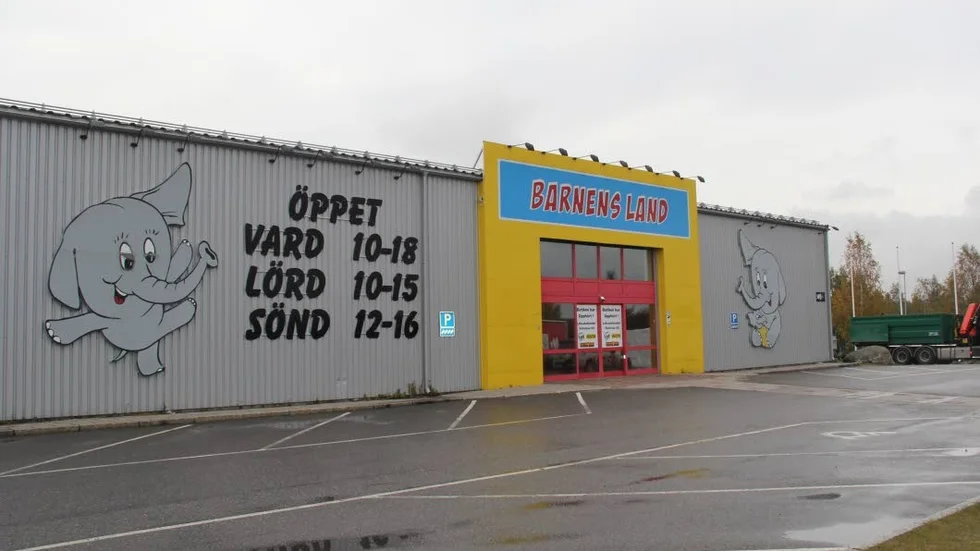 ÖPPET
VARD 10-18
LÖRD 10-15
SÖND 12-16
BARNENS LAND
P
P